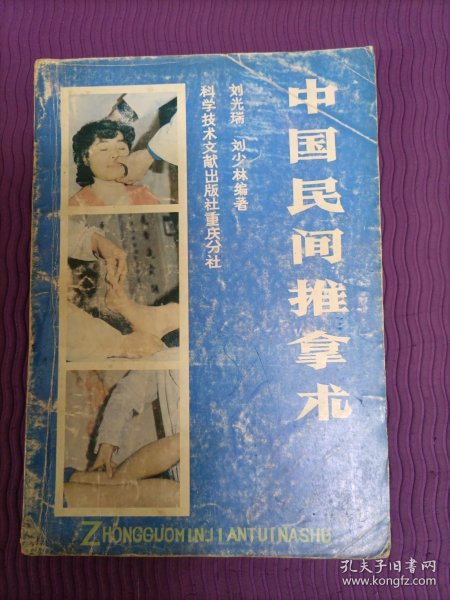 中国民间推拿术
刘光瑞 刘少林编著
科学技术文献出版社重庆分社
ZHONGGUOMINJIANTUINASHU
孔夫子旧书网
www.kongfz.com